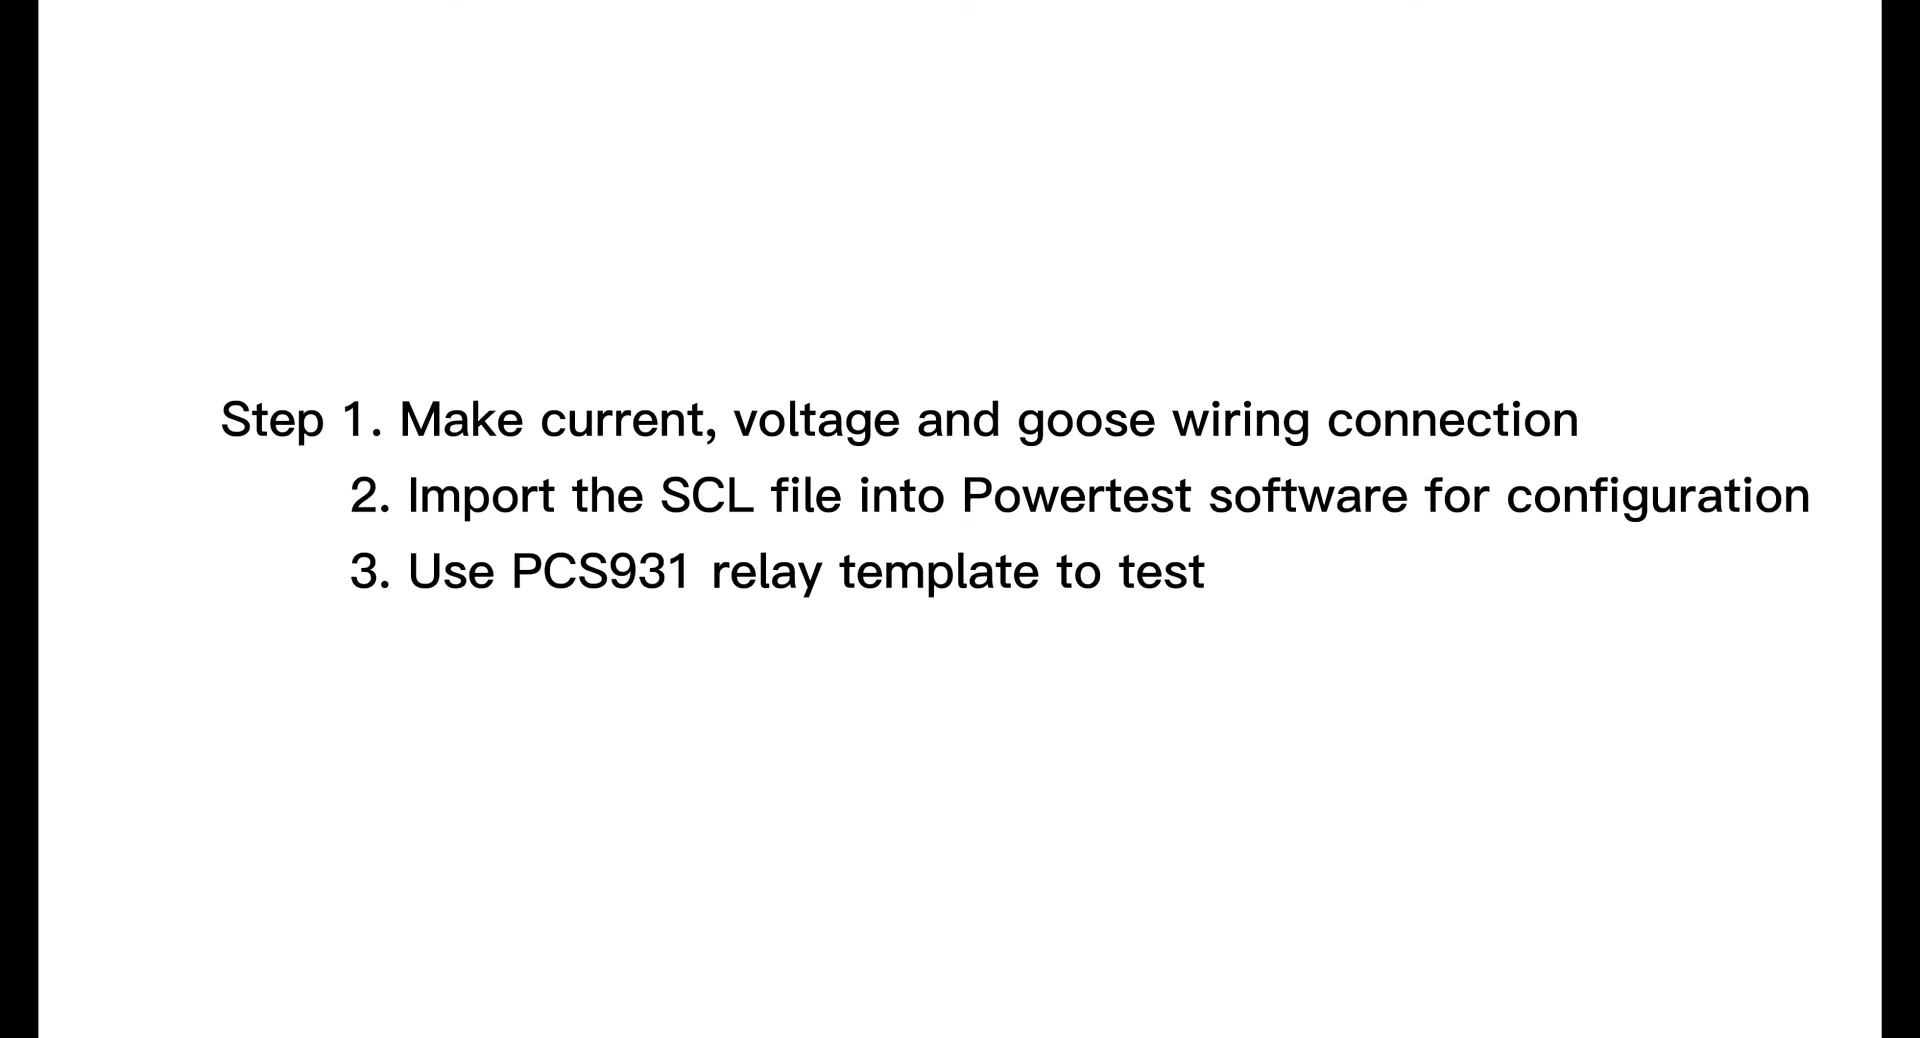 Step 1. Make current, voltage and goose wiring connection
2. Import the SCL file into Powertest software for configuration
3. Use PCS931 relay template to test